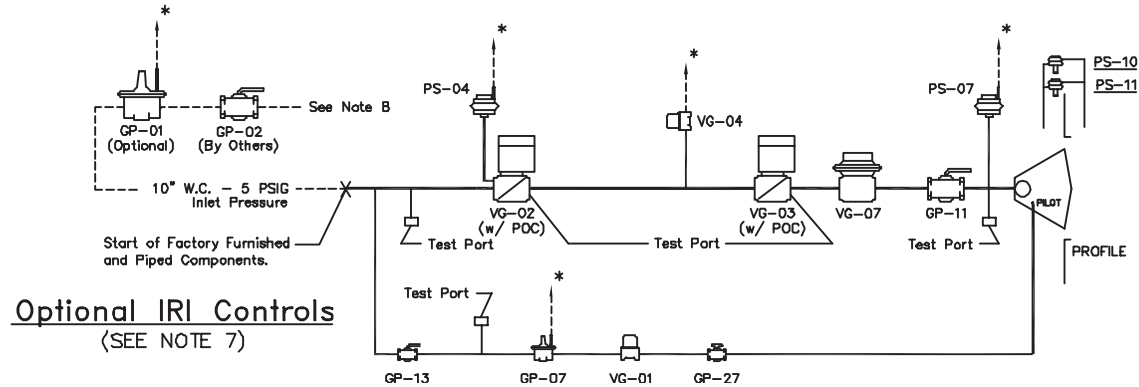 *
*
*
*
PS-10
PS-11
PS-04
PS-07
GP-01
(Optional)
GP-02
(By Others)
See Note B
VG-04
10" W.C. - 5 PSIG
Inlet Pressure
VG-02
(w/ POC)
VG-03
(w/ POC)
VG-07
GP-11
PILOT
Start of Factory Furnished
and Piped Components.
Test Port
Test Port
Test Port
PROFILE
*
Test Port
Optional IRI Controls
(SEE NOTE 7)
GP-13
GP-07
VG-01
GP-27